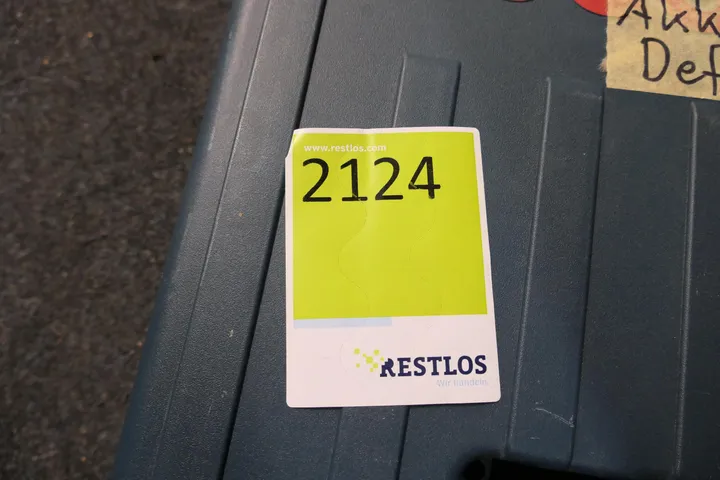 Akk
Def
www.restlos.com
2124
RESTLOS
Wir handeln